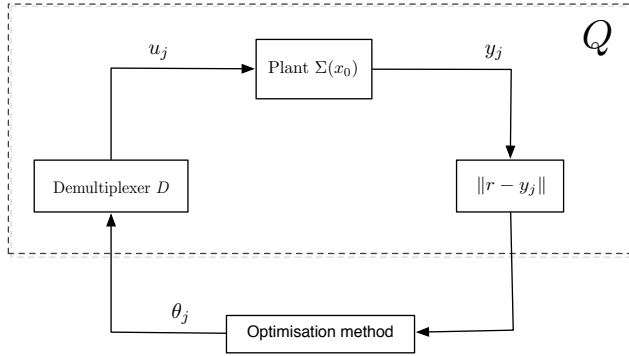 Q
u_j
Plant Σ(x_0)
y_j
Demultiplexer D
‖r − y_j‖
θ_j
Optimisation method